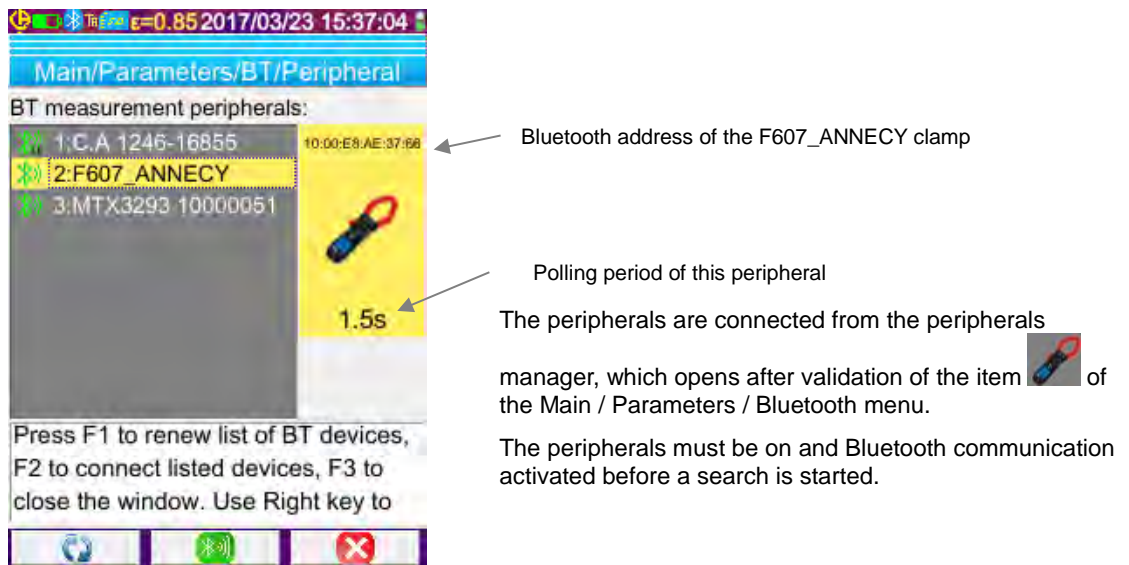 ε=0.85 2017/03/23 15:37:04
Main/Parameters/BT/Peripheral
BT measurement peripherals:
1:C.A 1246-16855
10:00:E8:AE:37:66
2:F607_ANNECY
3:MTX3293 10000051
1.5s
Press F1 to renew list of BT devices,
F2 to connect listed devices, F3 to
close the window. Use Right key to
Bluetooth address of the F607_ANNECY clamp
Polling period of this peripheral
The peripherals are connected from the peripherals
manager, which opens after validation of the item of
the Main / Parameters / Bluetooth menu.
The peripherals must be on and Bluetooth communication
activated before a search is started.